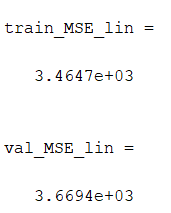 train_MSE_lin =
3.4647e+03
val_MSE_lin =
3.6694e+03